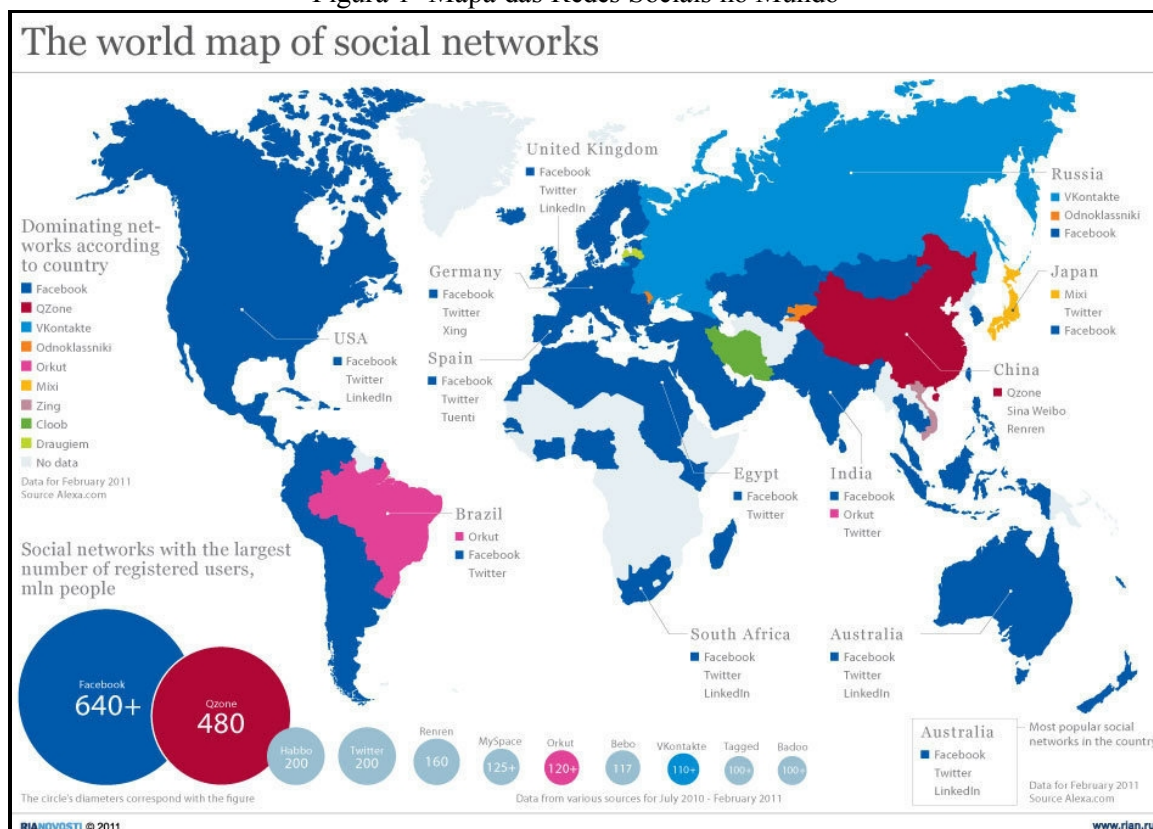 Figura 1- Mapa das Redes Sociais no Mundo
The world map of social networks
Dominating net-
works according
to country
Facebook
QZone
VKontakte
Odnoklassniki
Orkut
Mixi
Zing
Cloob
Draugiem
No data
Data for February 2011
Source Alexa.com
USA
Facebook
Twitter
LinkedIn
United Kingdom
Facebook
Twitter
LinkedIn
Germany
Facebook
Twitter
Xing
Spain
Facebook
Twitter
Tuenti
Russia
VKontakte
Odnoklassniki
Facebook
Japan
Mixi
Twitter
Facebook
China
Qzone
Sina Weibo
Renren
Egypt
Facebook
Twitter
India
Facebook
Orkut
Twitter
Brazil
Orkut
Facebook
Twitter
South Africa
Facebook
Twitter
LinkedIn
Australia
Facebook
Twitter
LinkedIn
Social networks with the largest
number of registered users,
mln people
Facebook
640+
Qzone
480
Habbo
200
Twitter
200
Renren
160
MySpace
125+
Orkut
120+
Bebo
117
VKontakte
110+
Tagged
100+
Badoo
100+
Australia
Facebook
Twitter
LinkedIn
Most popular social
networks in the country
Data for February 2011
Source Alexa.com
The circle's diameters correspond with the figure
Data from various sources for July 2010 - February 2011
RIANOVOSTI © 2011
www.rian.ru